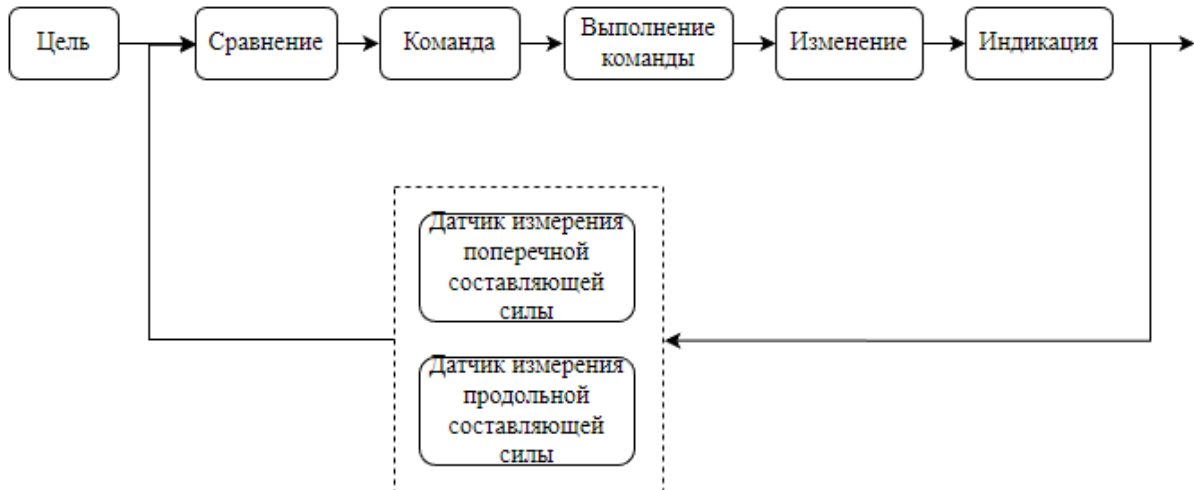 Цель
Сравнение
Команда
Выполнение
команды
Изменение
Индикация
Датчик измерения
поперечной
составляющей
силы
Датчик измерения
продольной
составляющей
силы